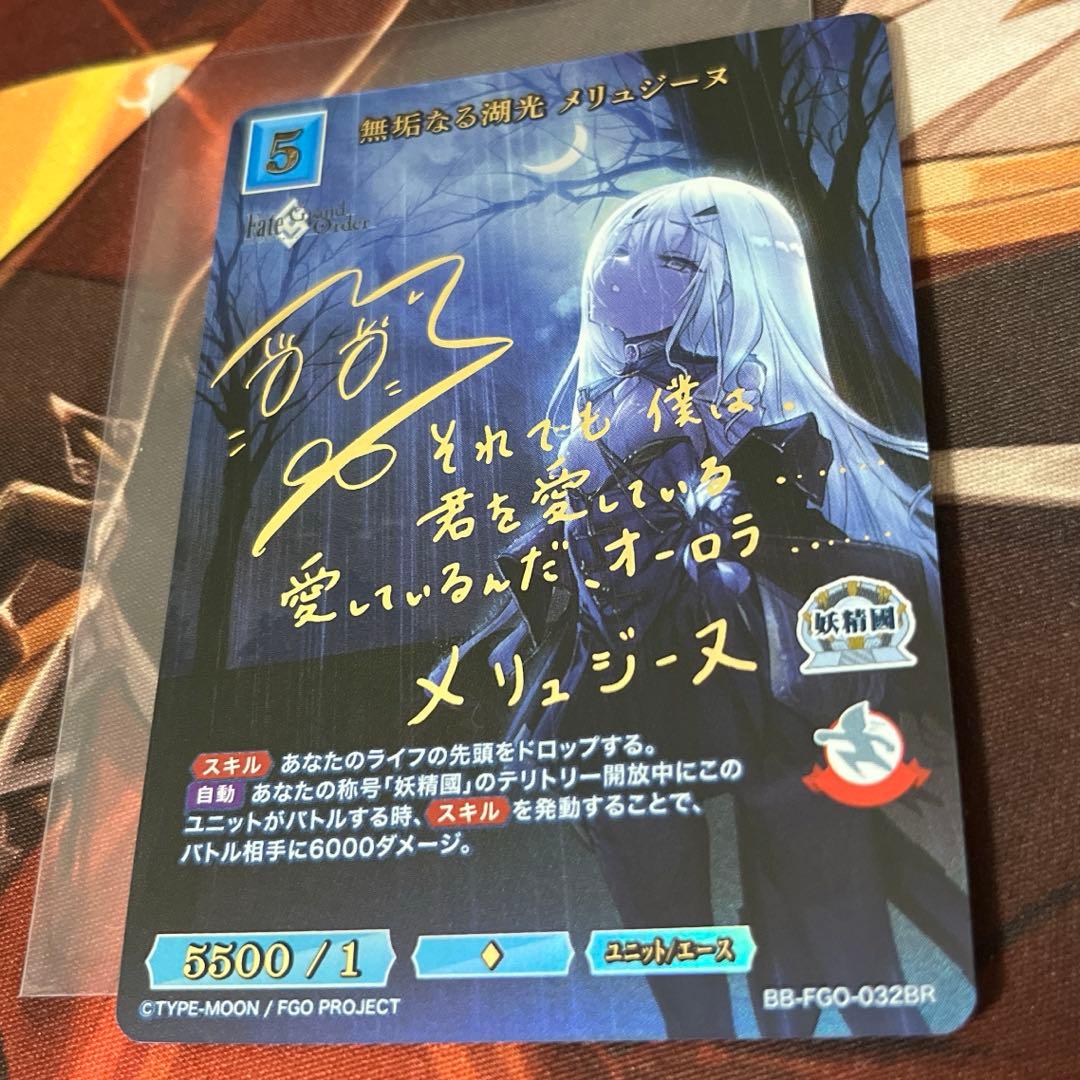 5
無垢なる湖光 メリュジーヌ
Fate Grand Order
それでも 僕は.
君を愛している......
愛しているんだ、オーロラ......
メリュジーヌ
妖精國
スキル あなたのライフの先頭をドロップする。
自動 あなたの称号「妖精國」のテリトリー開放中にこの
ユニットがバトルする時、スキル を発動することで、
バトル相手に6000ダメージ。
5500 / 1
ユニット/エース
©TYPE-MOON / FGO PROJECT
BB-FGO-032BR